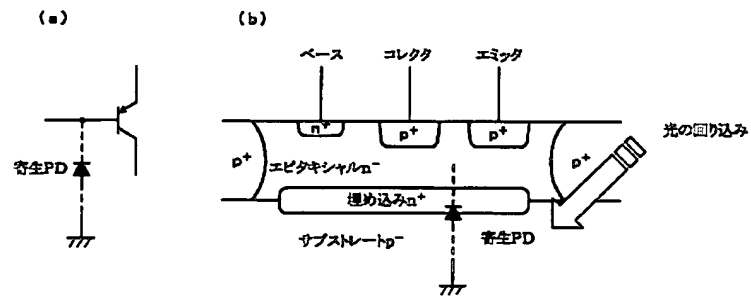 (a)
(b)
寄生PD
ベース
コレクタ
エミッタ
光の回り込み
p+
n+
p+
p+
p+
エピタキシャルn⁻
埋め込みn+
サブストレートp⁻
寄生PD